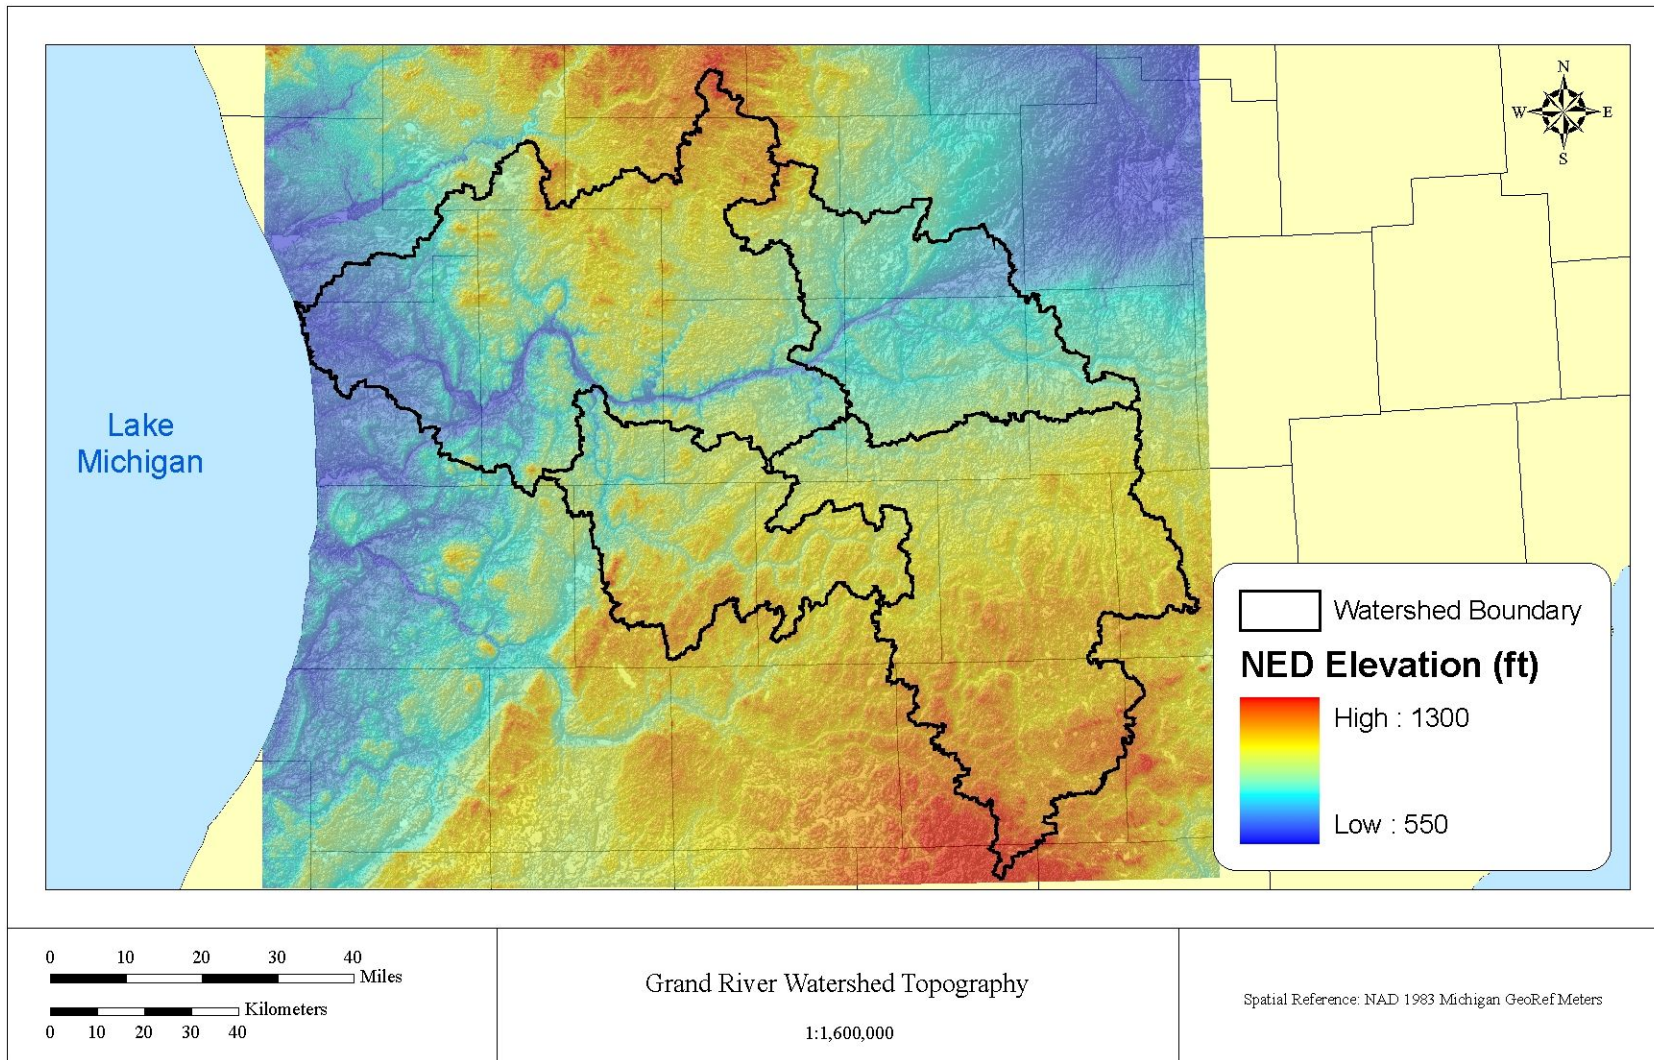 N
W E
S
Lake
Michigan
Watershed Boundary
NED Elevation (ft)
High : 1300
Low : 550
0 10 20 30 40
Miles
Kilometers
0 10 20 30 40
Grand River Watershed Topography
1:1,600,000
Spatial Reference: NAD 1983 Michigan GeoRef Meters